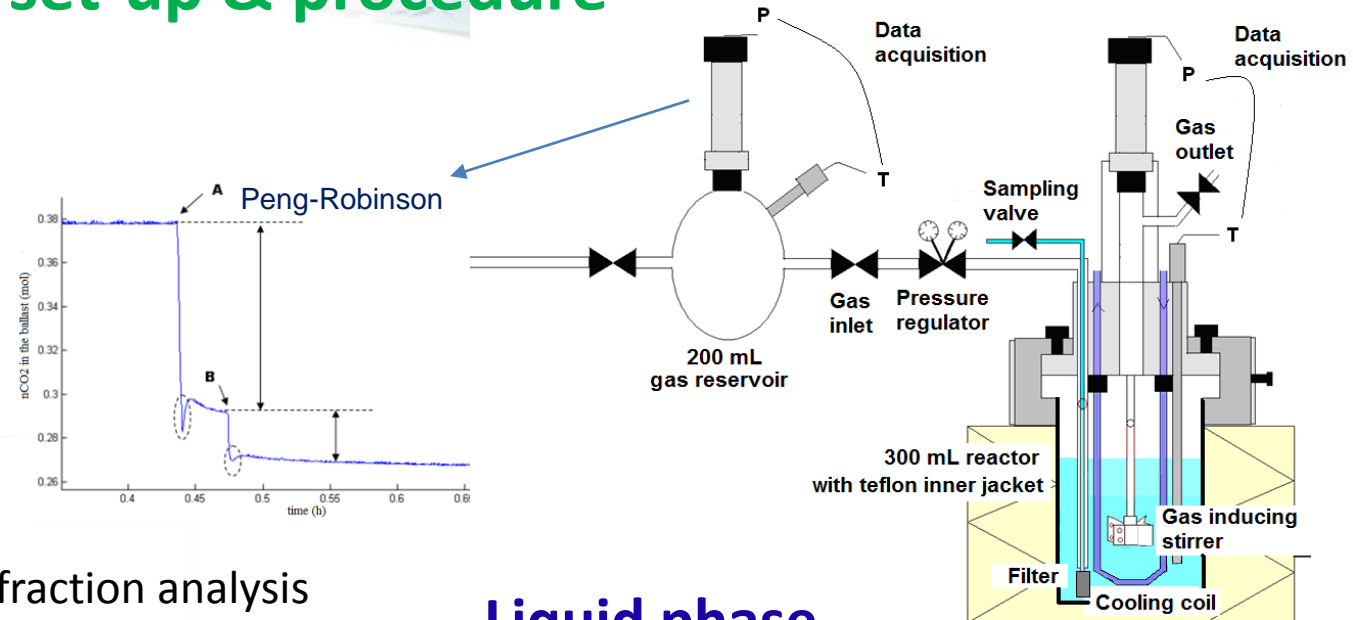 set-up & procedure
P
Data
acquisition
Data
acquisition
P
Gas
outlet
T
Sampling
valve
T
A
Peng-Robinson
nCO2 in the ballast (mol)
0.38
0.36
0.34
0.32
0.3
0.28
0.26
B
0.4
0.45
0.5
0.55
0.6
time (h)
Gas
inlet
Pressure
regulator
200 mL
gas reservoir
300 mL reactor
with teflon inner jacket
Gas inducing
stirrer
Filter
Cooling coil
fraction analysis
Liquid phase